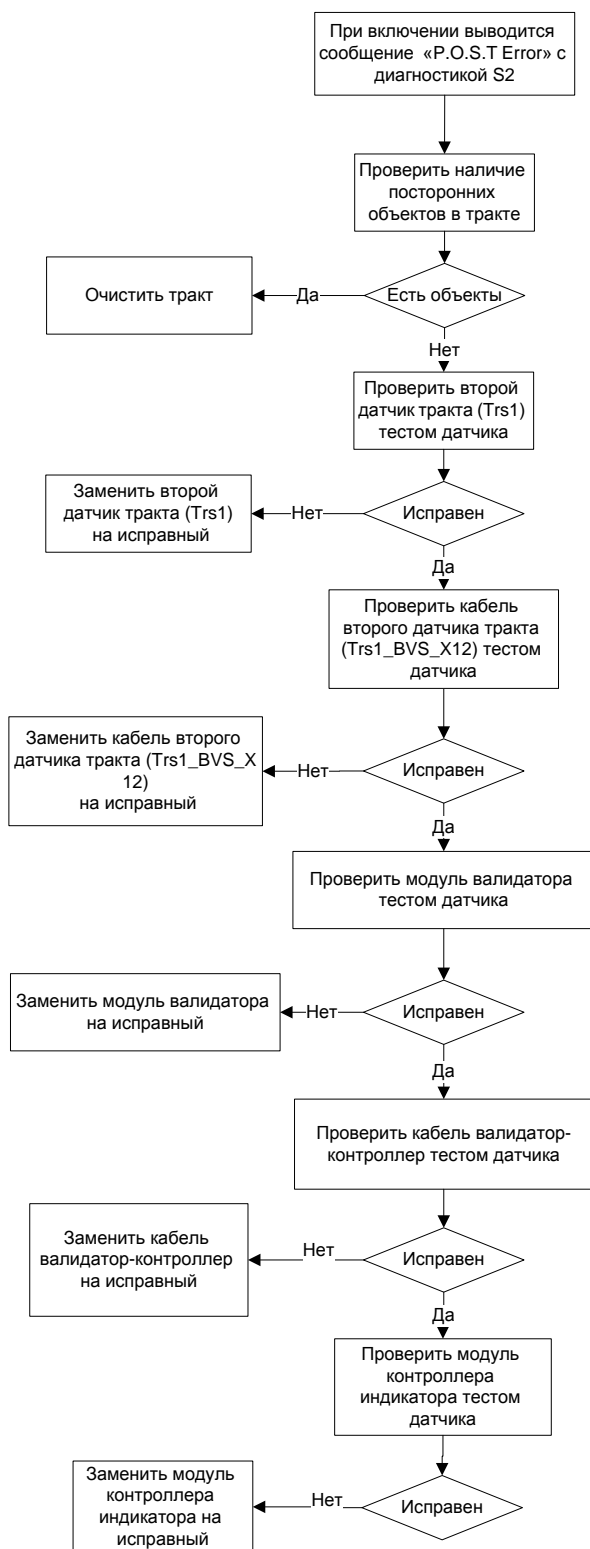 При включении выводится
сообщение «P.O.S.T Error» с
диагностикой S2
Проверить наличие
посторонних
объектов в тракте
Очистить тракт
Да
Есть объекты
Нет
Проверить второй
датчик тракта (Trs1)
тестом датчика
Заменить второй
датчик тракта (Trs1)
на исправный
Нет
Исправен
Да
Проверить кабель
второго датчика тракта
(Trs1_BVS_X12) тестом
датчика
Заменить кабель второго
датчика тракта (Trs1_BVS_X
12)
на исправный
Нет
Исправен
Да
Проверить модуль валидатора
тестом датчика
Заменить модуль валидатора
на исправный
Нет
Исправен
Да
Проверить кабель валидатор-
контроллер тестом датчика
Заменить кабель
валидатор-контроллер
на исправный
Нет
Исправен
Да
Проверить модуль
контроллера
индикатора тестом
датчика
Заменить модуль
контроллера
индикатора на
исправный
Нет
Исправен